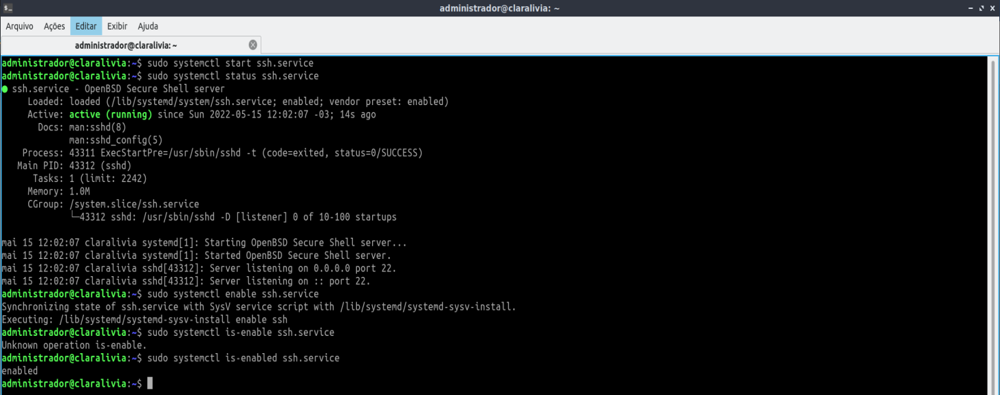 administrador@claralivia: ~
Arquivo Ações Editar Exibir Ajuda
administrador@claralivia: ~
administrador@claralivia:~$ sudo systemctl start ssh.service
administrador@claralivia:~$ sudo systemctl status ssh.service
● ssh.service - OpenBSD Secure Shell server
     Loaded: loaded (/lib/systemd/system/ssh.service; enabled; vendor preset: enabled)
     Active: active (running) since Sun 2022-05-15 12:02:07 -03; 14s ago
       Docs: man:sshd(8)
             man:sshd_config(5)
    Process: 43311 ExecStartPre=/usr/sbin/sshd -t (code=exited, status=0/SUCCESS)
   Main PID: 43312 (sshd)
      Tasks: 1 (limit: 2242)
     Memory: 1.0M
     CGroup: /system.slice/ssh.service
             └─43312 sshd: /usr/sbin/sshd -D [listener] 0 of 10-100 startups
mai 15 12:02:07 claralivia systemd[1]: Starting OpenBSD Secure Shell server...
mai 15 12:02:07 claralivia systemd[1]: Started OpenBSD Secure Shell server.
mai 15 12:02:07 claralivia sshd[43312]: Server listening on 0.0.0.0 port 22.
mai 15 12:02:07 claralivia sshd[43312]: Server listening on :: port 22.
administrador@claralivia:~$ sudo systemctl enable ssh.service
Synchronizing state of ssh.service with SysV service script with /lib/systemd/systemd-sysv-install.
Executing: /lib/systemd/systemd-sysv-install enable ssh
administrador@claralivia:~$ sudo systemctl is-enable ssh.service
Unknown operation is-enable.
administrador@claralivia:~$ sudo systemctl is-enabled ssh.service
enabled
administrador@claralivia:~$